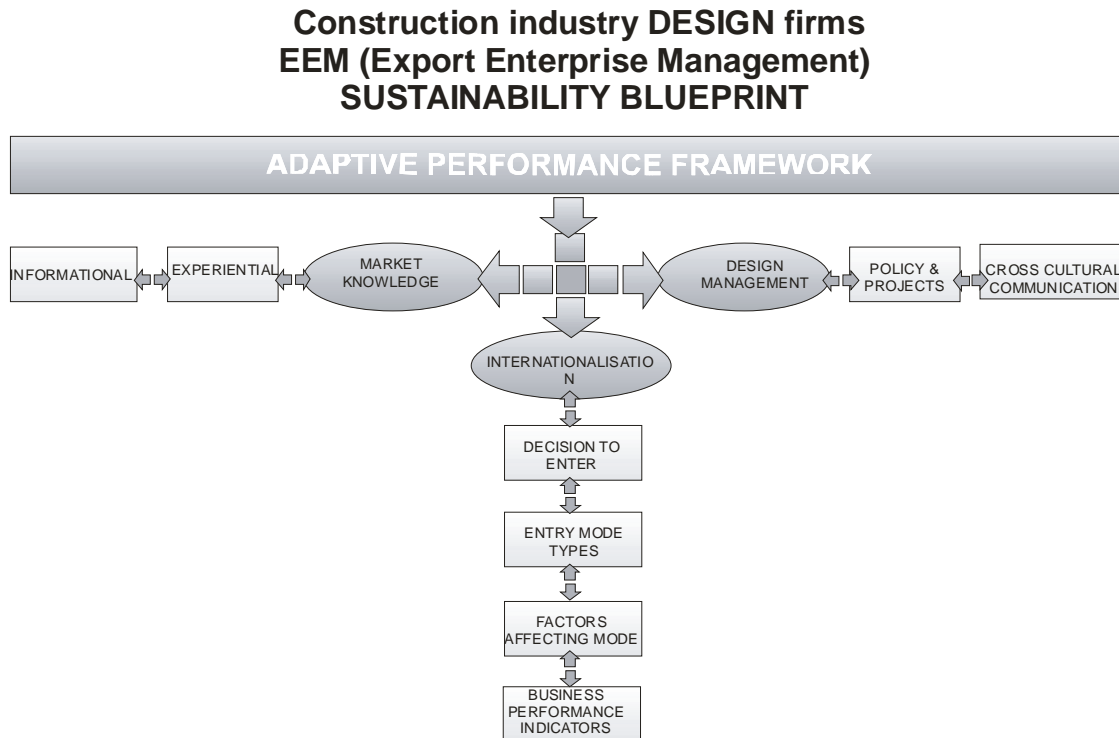 Construction industry DESIGN firms
EEM (Export Enterprise Management)
SUSTAINABILITY BLUEPRINT
ADAPTIVE PERFORMANCE FRAMEWORK
INFORMATIONAL
EXPERIENTIAL
MARKET
KNOWLEDGE
DESIGN
MANAGEMENT
POLICY &
PROJECTS
CROSS CULTURAL
COMMUNICATION
INTERNATIONALISATIO
N
DECISION TO
ENTER
ENTRY MODE
TYPES
FACTORS
AFFECTING MODE
BUSINESS
PERFORMANCE
INDICATORS